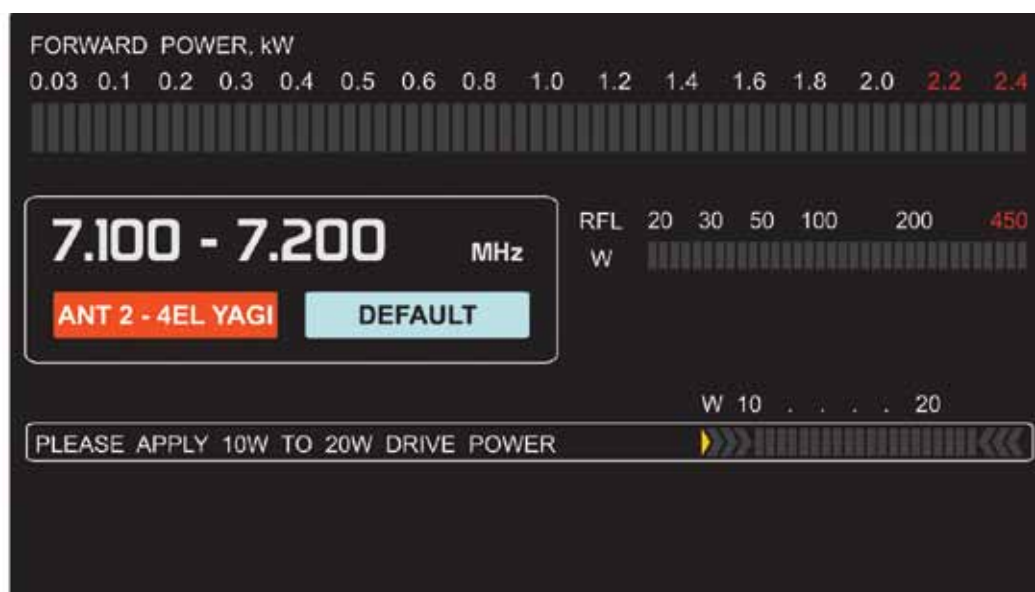 FORWARD POWER, kW
0.03 0.1 0.2 0.3 0.4 0.5 0.6 0.8 1.0 1.2 1.4 1.6 1.8 2.0 2.2 2.4
7.100 - 7.200 MHz
ANT 2 - 4EL YAGI DEFAULT
RFL 20 30 50 100 200 450
W
W 10 . . . . 20
PLEASE APPLY 10W TO 20W DRIVE POWER